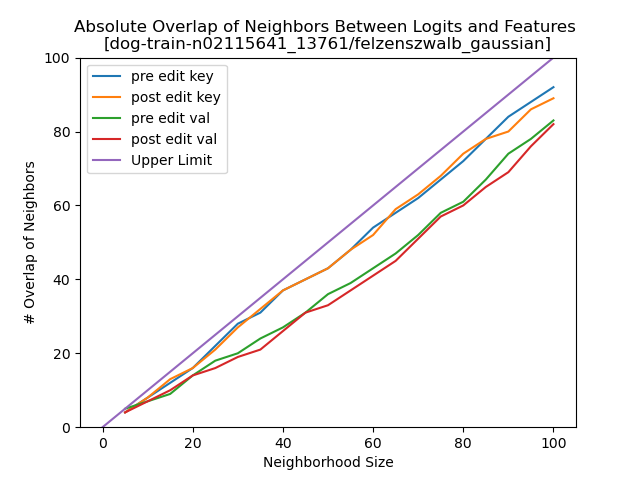 Absolute Overlap of Neighbors Between Logits and Features
[dog-train-n02115641_13761/felzenszwalb_gaussian]
pre edit key
post edit key
pre edit val
post edit val
Upper Limit
# Overlap of Neighbors
100
80
60
40
20
0
0 20 40 60 80 100
Neighborhood Size